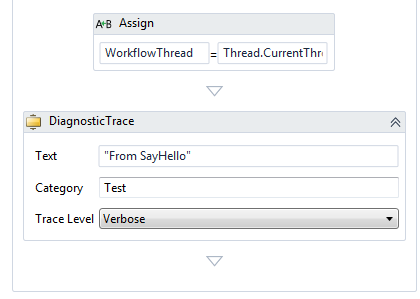 A+B Assign
WorkflowThread = Thread.CurrentThr
DiagnosticTrace
Text "From SayHello"
Category Test
Trace Level Verbose